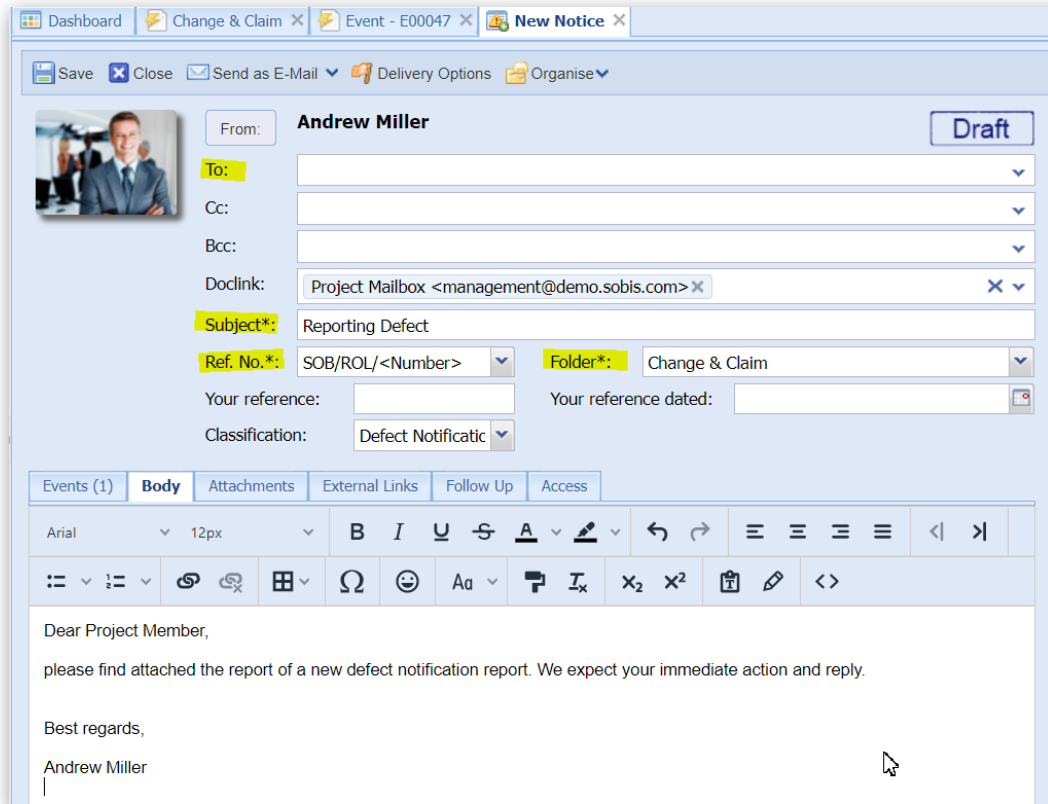 Dashboard Change & Claim Event - E00047 New Notice
Save Close Send as E-Mail Delivery Options Organise
From: Andrew Miller Draft
To:
Cc:
Bcc:
Doclink: Project Mailbox <management@demo.sobis.com>
Subject*: Reporting Defect
Ref. No.*: SOB/ROL/<Number> Folder*: Change & Claim
Your reference: Your reference dated:
Classification: Defect Notificatic
Events (1) Body Attachments External Links Follow Up Access
Arial 12px B I U S A
Ω Aa Tx x₂ x² <>
Dear Project Member,
please find attached the report of a new defect notification report. We expect your immediate action and reply.
Best regards,
Andrew Miller